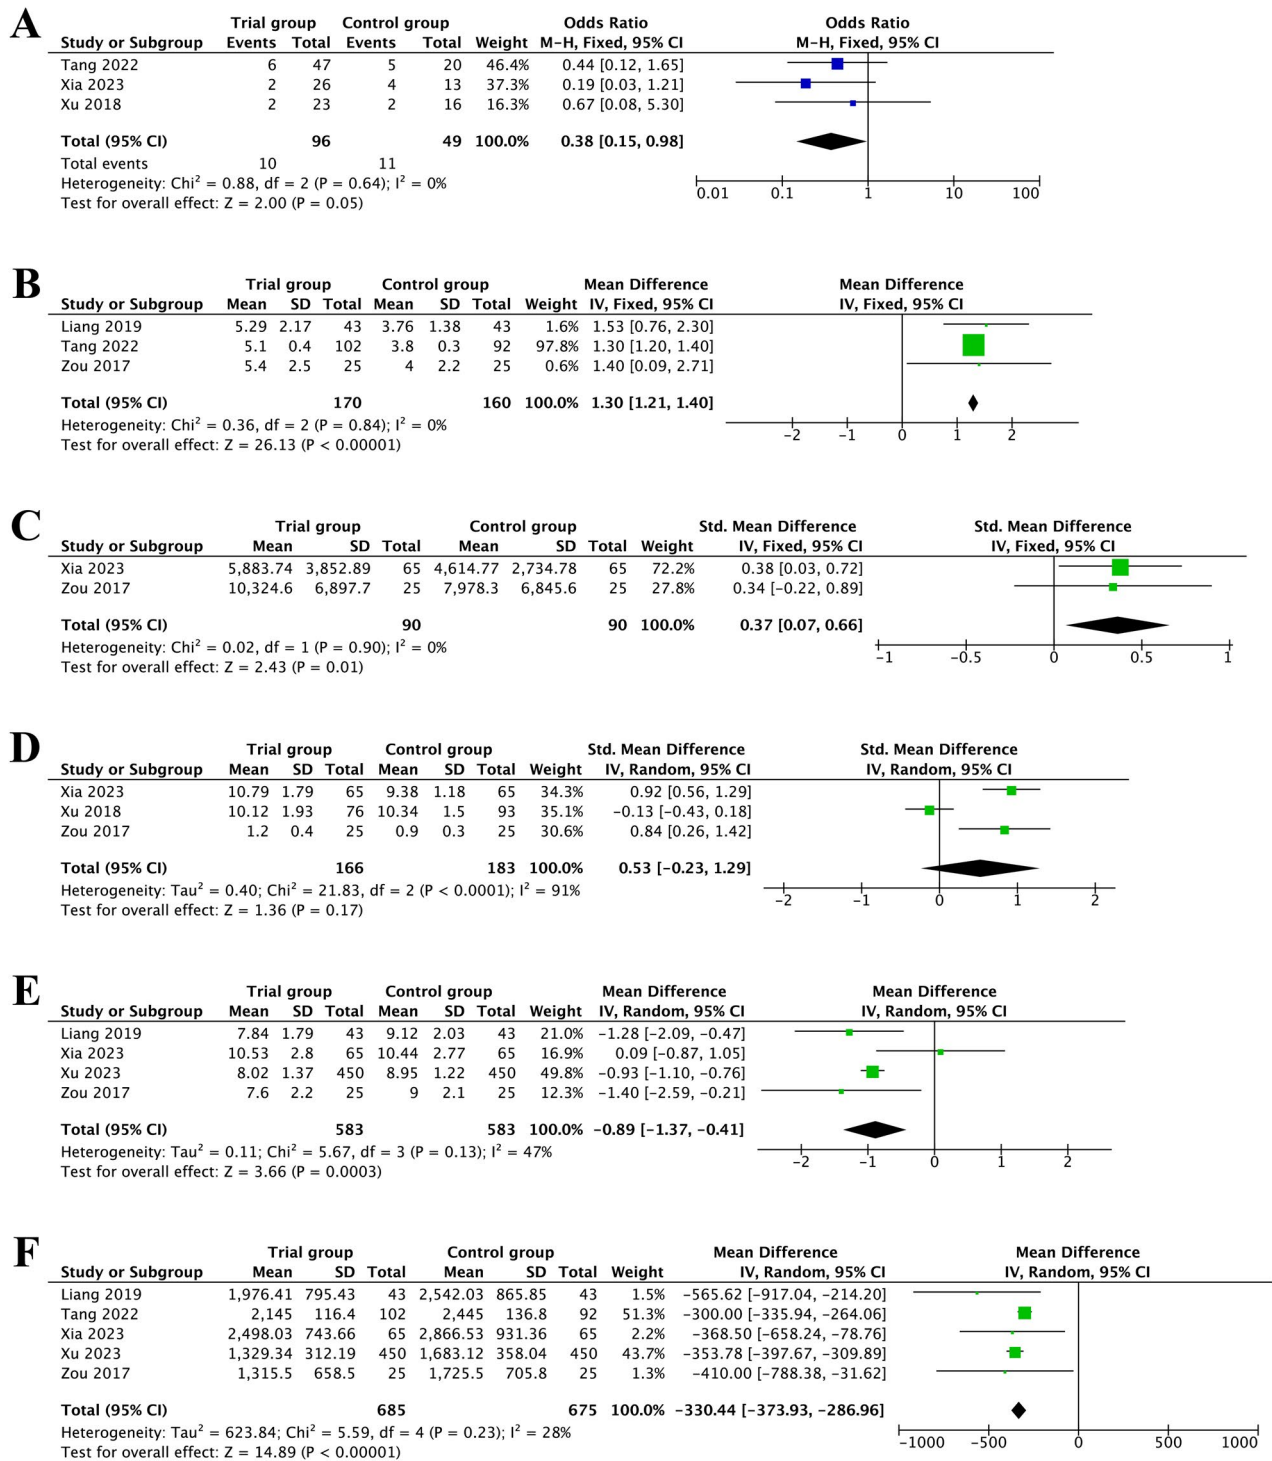 A
Trial group Control group Odds Ratio Odds Ratio
Study or Subgroup Events Total Events Total Weight M-H, Fixed, 95% CI M-H, Fixed, 95% CI
Tang 2022 6 47 5 20 46.4% 0.44 [0.12, 1.65]
Xia 2023 2 26 4 13 37.3% 0.19 [0.03, 1.21]
Xu 2018 2 23 2 16 16.3% 0.67 [0.08, 5.30]
Total (95% CI) 96 49 100.0% 0.38 [0.15, 0.98]
Total events 10 11
Heterogeneity: Chi² = 0.88, df = 2 (P = 0.64); I² = 0%
Test for overall effect: Z = 2.00 (P = 0.05)
0.01 0.1 1 10 100
B
Trial group Control group Mean Difference Mean Difference
Study or Subgroup Mean SD Total Mean SD Total Weight IV, Fixed, 95% CI IV, Fixed, 95% CI
Liang 2019 5.29 2.17 43 3.76 1.38 43 1.6% 1.53 [0.76, 2.30]
Tang 2022 5.1 0.4 102 3.8 0.3 92 97.8% 1.30 [1.20, 1.40]
Zou 2017 5.4 2.5 25 4 2.2 25 0.6% 1.40 [0.09, 2.71]
Total (95% CI) 170 160 100.0% 1.30 [1.21, 1.40]
Heterogeneity: Chi² = 0.36, df = 2 (P = 0.84); I² = 0%
Test for overall effect: Z = 26.13 (P < 0.00001)
−2 −1 0 1 2
C
Trial group Control group Std. Mean Difference Std. Mean Difference
Study or Subgroup Mean SD Total Mean SD Total Weight IV, Fixed, 95% CI IV, Fixed, 95% CI
Xia 2023 5,883.74 3,852.89 65 4,614.77 2,734.78 65 72.2% 0.38 [0.03, 0.72]
Zou 2017 10,324.6 6,897.7 25 7,978.3 6,845.6 25 27.8% 0.34 [−0.22, 0.89]
Total (95% CI) 90 90 100.0% 0.37 [0.07, 0.66]
Heterogeneity: Chi² = 0.02, df = 1 (P = 0.90); I² = 0%
Test for overall effect: Z = 2.43 (P = 0.01)
−1 −0.5 0 0.5 1
D
Trial group Control group Std. Mean Difference Std. Mean Difference
Study or Subgroup Mean SD Total Mean SD Total Weight IV, Random, 95% CI IV, Random, 95% CI
Xia 2023 10.79 1.79 65 9.38 1.18 65 34.3% 0.92 [0.56, 1.29]
Xu 2018 10.12 1.93 76 10.34 1.5 93 35.1% −0.13 [−0.43, 0.18]
Zou 2017 1.2 0.4 25 0.9 0.3 25 30.6% 0.84 [0.26, 1.42]
Total (95% CI) 166 183 100.0% 0.53 [−0.23, 1.29]
Heterogeneity: Tau² = 0.40; Chi² = 21.83, df = 2 (P < 0.0001); I² = 91%
Test for overall effect: Z = 1.36 (P = 0.17)
−2 −1 0 1 2
E
Trial group Control group Mean Difference Mean Difference
Study or Subgroup Mean SD Total Mean SD Total Weight IV, Random, 95% CI IV, Random, 95% CI
Liang 2019 7.84 1.79 43 9.12 2.03 43 21.0% −1.28 [−2.09, −0.47]
Xia 2023 10.53 2.8 65 10.44 2.77 65 16.9% 0.09 [−0.87, 1.05]
Xu 2023 8.02 1.37 450 8.95 1.22 450 49.8% −0.93 [−1.10, −0.76]
Zou 2017 7.6 2.2 25 9 2.1 25 12.3% −1.40 [−2.59, −0.21]
Total (95% CI) 583 583 100.0% −0.89 [−1.37, −0.41]
Heterogeneity: Tau² = 0.11; Chi² = 5.67, df = 3 (P = 0.13); I² = 47%
Test for overall effect: Z = 3.66 (P = 0.0003)
−2 −1 0 1 2
F
Trial group Control group Mean Difference Mean Difference
Study or Subgroup Mean SD Total Mean SD Total Weight IV, Random, 95% CI IV, Random, 95% CI
Liang 2019 1,976.41 795.43 43 2,542.03 865.85 43 1.5% −565.62 [−917.04, −214.20]
Tang 2022 2,145 116.4 102 2,445 136.8 92 51.3% −300.00 [−335.94, −264.06]
Xia 2023 2,498.03 743.66 65 2,866.53 931.36 65 2.2% −368.50 [−658.24, −78.76]
Xu 2023 1,329.34 312.19 450 1,683.12 358.04 450 43.7% −353.78 [−397.67, −309.89]
Zou 2017 1,315.5 658.5 25 1,725.5 705.8 25 1.3% −410.00 [−788.38, −31.62]
Total (95% CI) 685 675 100.0% −330.44 [−373.93, −286.96]
Heterogeneity: Tau² = 623.84; Chi² = 5.59, df = 4 (P = 0.23); I² = 28%
Test for overall effect: Z = 14.89 (P < 0.00001)
−1000 −500 0 500 1000